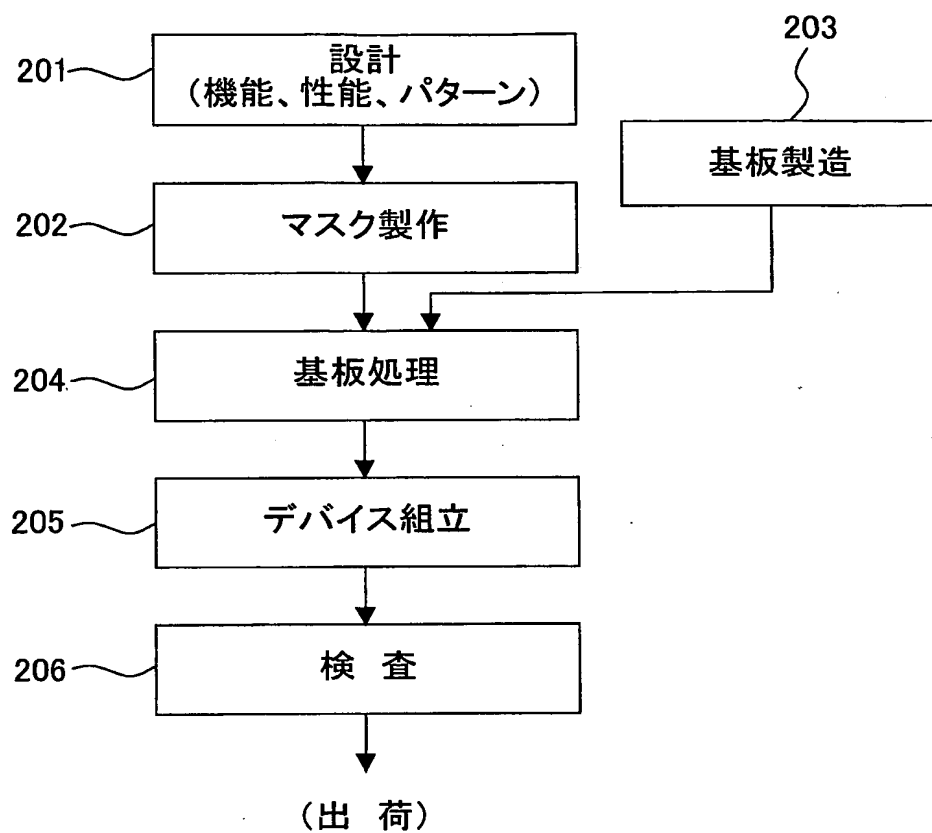 203
201
設計
（機能、性能、パターン）
基板製造
202
マスク製作
204
基板処理
205
デバイス組立
206
検 査
（出 荷）